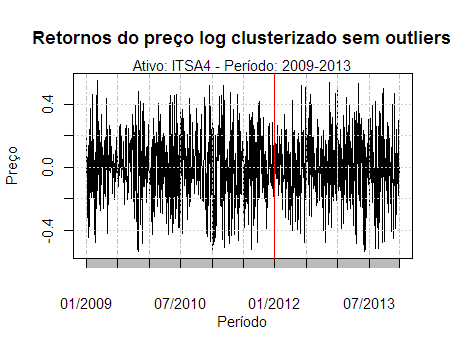 Retornos do preço log clusterizado sem outliers
Ativo: ITSA4 - Período: 2009-2013
Preço
0.4
0.0
-0.4
01/2009 07/2010 01/2012 07/2013
Período